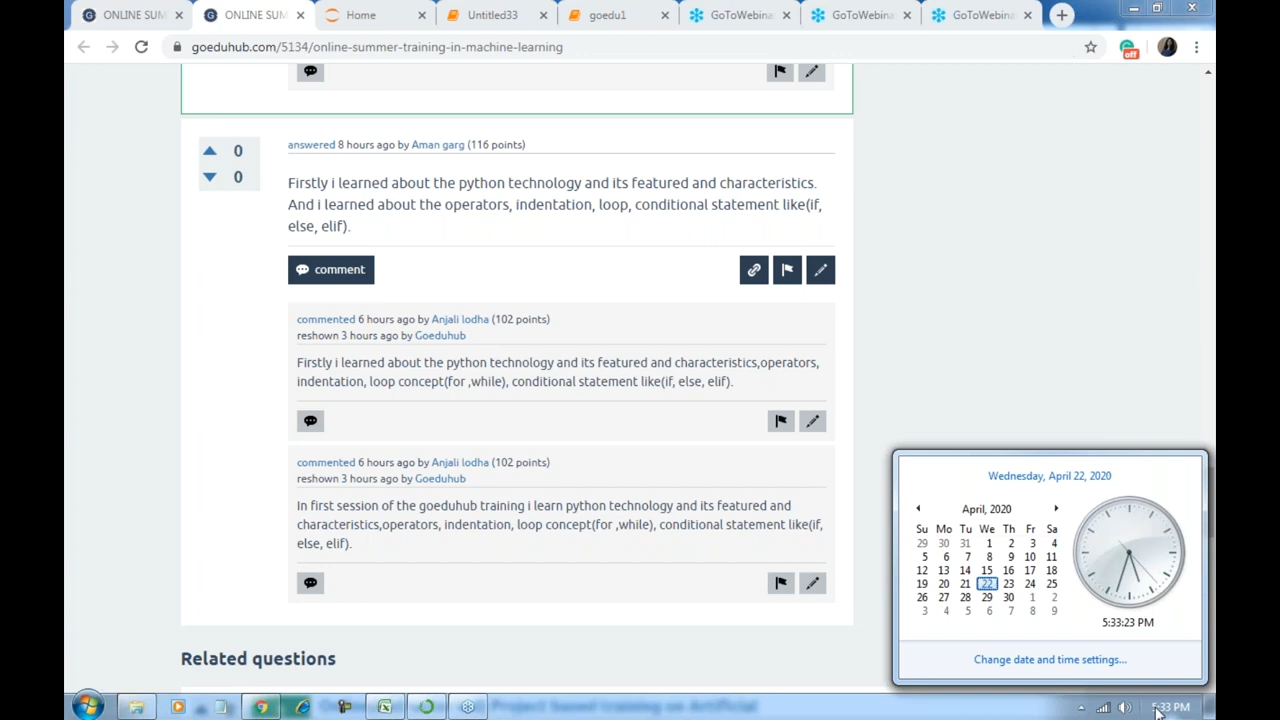 ONLINE SUM
ONLINE SUM
Home
Untitled33
goedu1
GoToWebina
GoToWebina
GoToWebina
goeduhub.com/5134/online-summer-training-in-machine-learning
off
0
0
answered 8 hours ago by Aman garg (116 points)
Firstly i learned about the python technology and its featured and characteristics.
And i learned about the operators, indentation, loop, conditional statement like(if,
else, elif).
comment
commented 6 hours ago by Anjali lodha (102 points)
reshown 3 hours ago by Goeduhub
Firstly i learned about the python technology and its featured and characteristics,operators,
indentation, loop concept(for ,while), conditional statement like(if, else, elif).
commented 6 hours ago by Anjali lodha (102 points)
reshown 3 hours ago by Goeduhub
In first session of the goeduhub training i learn python technology and its featured and
characteristics,operators, indentation, loop concept(for ,while), conditional statement like(if,
else, elif).
Related questions
Project based training on Artificial
Wednesday, April 22, 2020
April, 2020
Su Mo Tu We Th Fr Sa
29 30 31 1 2 3 4
5 6 7 8 9 10 11
12 13 14 15 16 17 18
19 20 21 22 23 24 25
26 27 28 29 30 1 2
3 4 5 6 7 8 9
5:33:23 PM
Change date and time settings...
5:33 PM